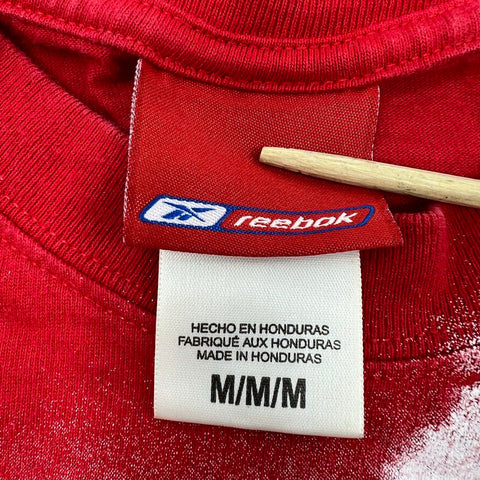 Reebok
HECHO EN HONDURAS
FABRIQUÉ AUX HONDURAS
MADE IN HONDURAS
M/M/M